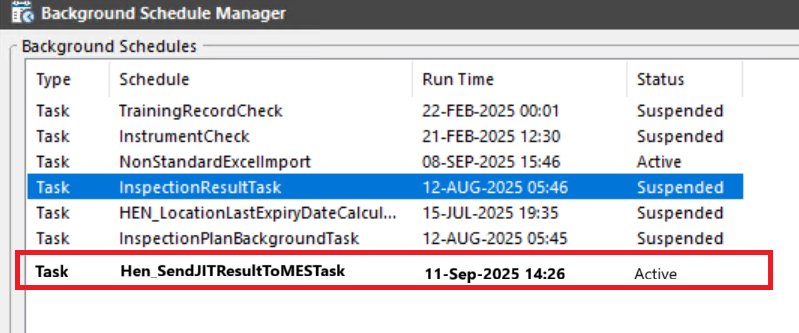 Background Schedule Manager
Background Schedules
Type Schedule Run Time Status
Task TrainingRecordCheck 22-FEB-2025 00:01 Suspended
Task InstrumentCheck 21-FEB-2025 12:30 Suspended
Task NonStandardExcelImport 08-SEP-2025 15:46 Active
Task InspectionResultTask 12-AUG-2025 05:46 Suspended
Task HEN_LocationLastExpiryDateCalcul... 15-JUL-2025 19:35 Suspended
Task InspectionPlanBackgroundTask 12-AUG-2025 05:45 Suspended
Task Hen_SendJITResultToMESTask 11-Sep-2025 14:26 Active